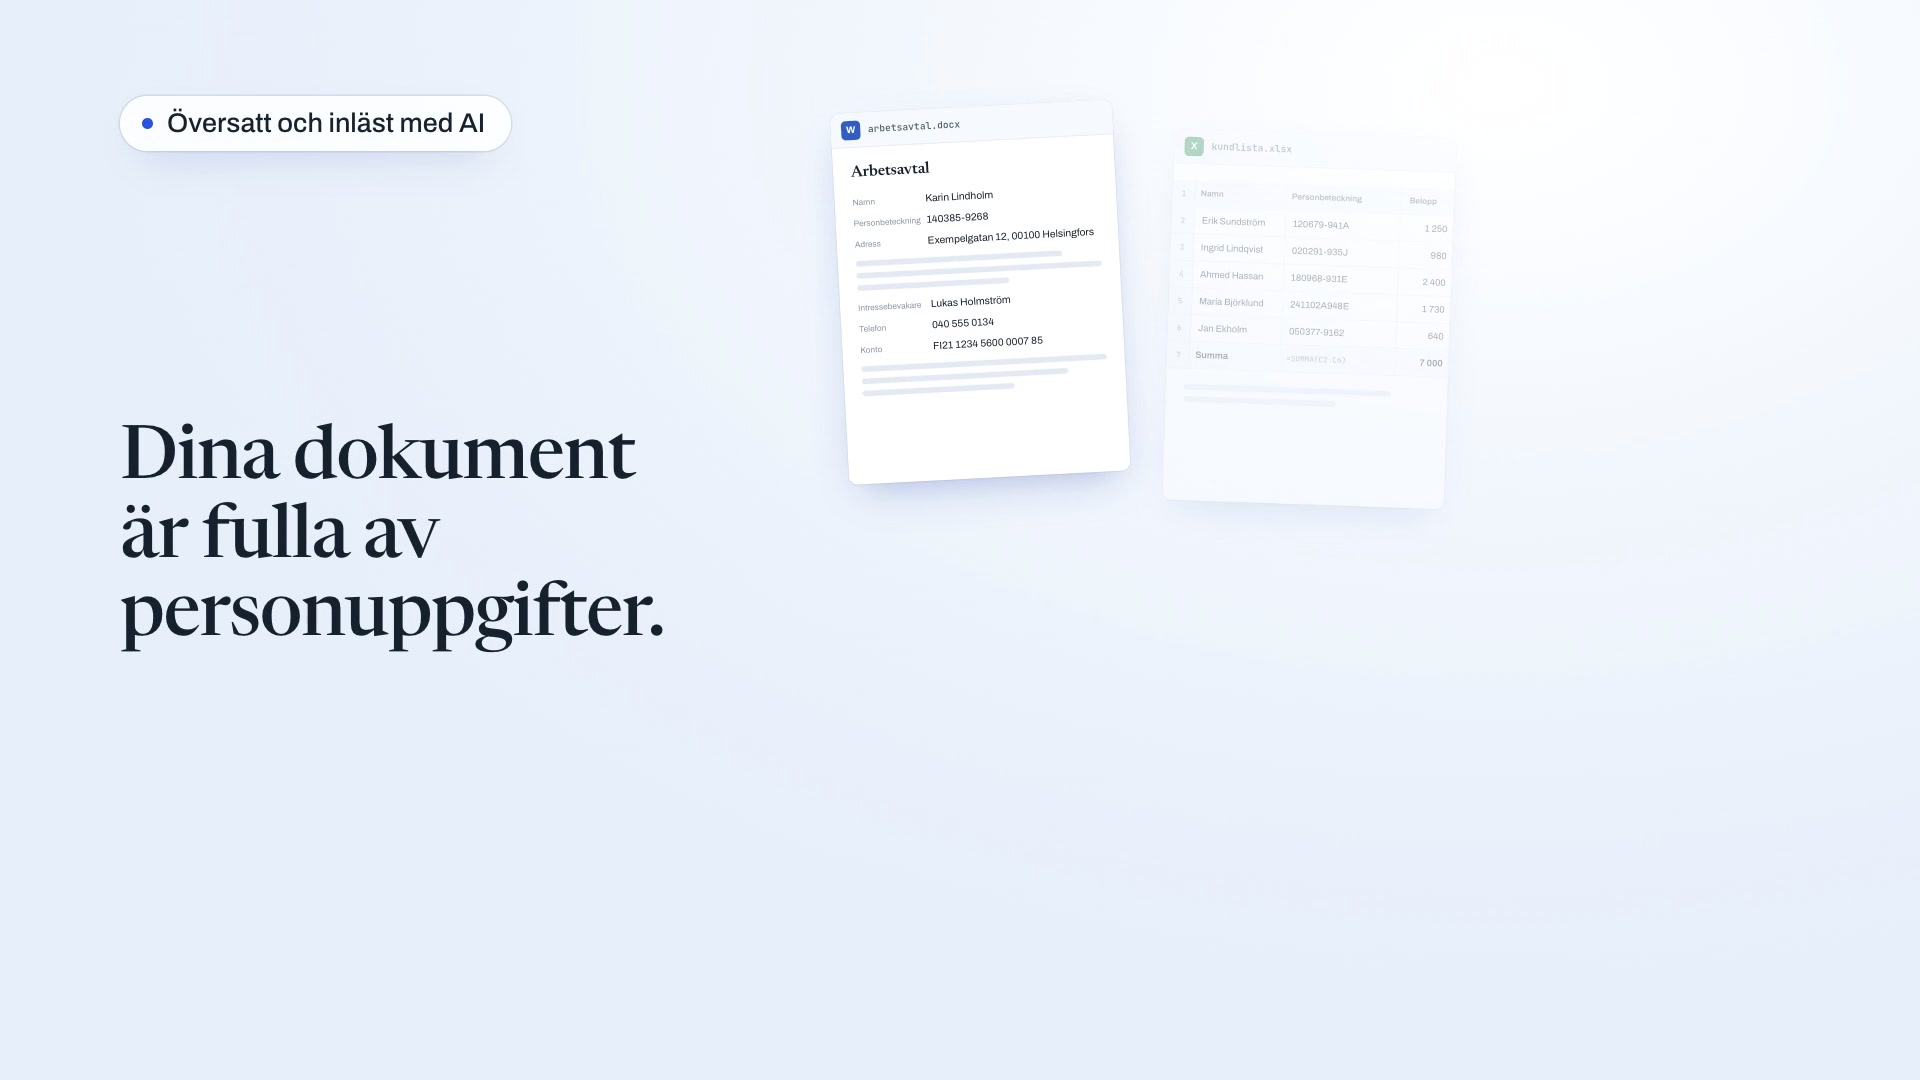 Översatt och inläst med AI
Dina dokument
är fulla av
personuppgifter.
W arbetsavtal.docx
Arbetsavtal
Namn Karin Lindholm
Personbeteckning 140385-9268
Adress Exempelgatan 12, 00100 Helsingfors
Intressebevakare Lukas Holmström
Telefon 040 555 0134
Konto FI21 1234 5600 0007 85
X kundlista.xlsx
1 Namn Personbeteckning Belopp
2 Erik Sundström 120679-941A 1 250
3 Ingrid Lindqvist 020291-935J 980
4 Ahmed Hassan 180968-931E 2 400
5 Maria Björklund 241102A948E 1 730
6 Jan Ekholm 050377-9162 640
7 Summa =SUMMA(C2:C6) 7 000